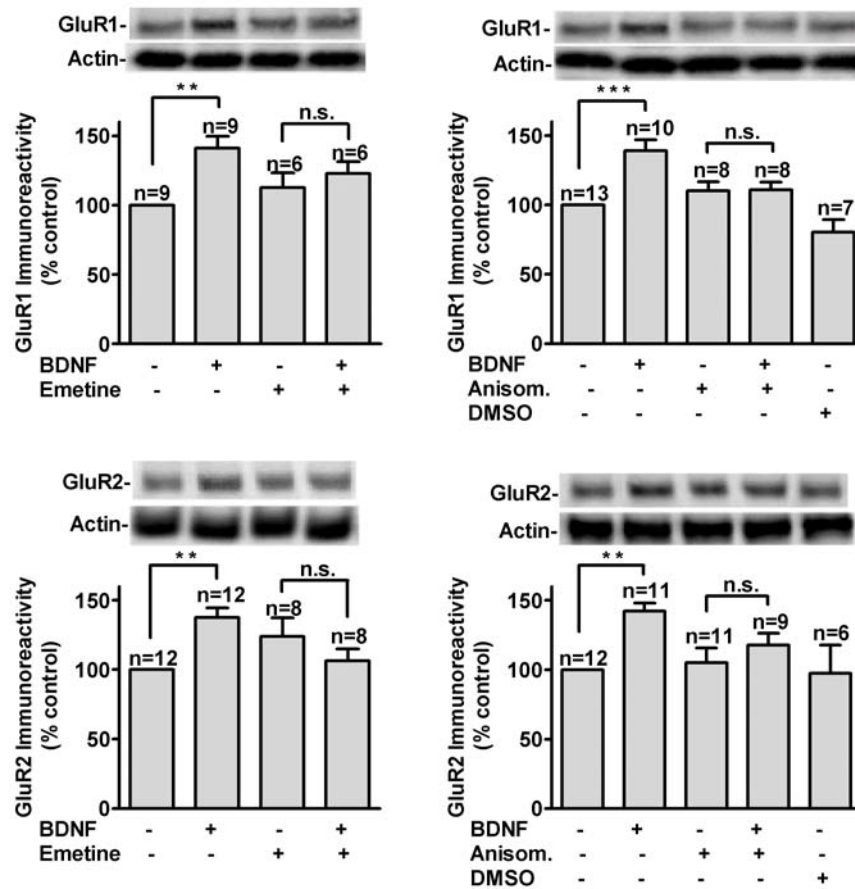 GluR1-
Actin-
**
n.s.
n=9
n=9
n=6
n=6
150
100
50
0
GluR1 Immunoreactivity
(% control)
BDNF - + - +
Emetine - - + +
GluR1-
Actin-
***
n.s.
n=13
n=10
n=8
n=8
n=7
150
100
50
0
GluR1 Immunoreactivity
(% control)
BDNF - + - + -
Anisom. - - + + -
DMSO - - - - +
GluR2-
Actin-
**
n.s.
n=12
n=12
n=8
n=8
150
100
50
0
GluR2 Immunoreactivity
(% control)
BDNF - + - +
Emetine - - + +
GluR2-
Actin-
**
n.s.
n=12
n=11
n=11
n=9
n=6
150
100
50
0
GluR2 Immunoreactivity
(% control)
BDNF - + - + -
Anisom. - - + + -
DMSO - - - - +